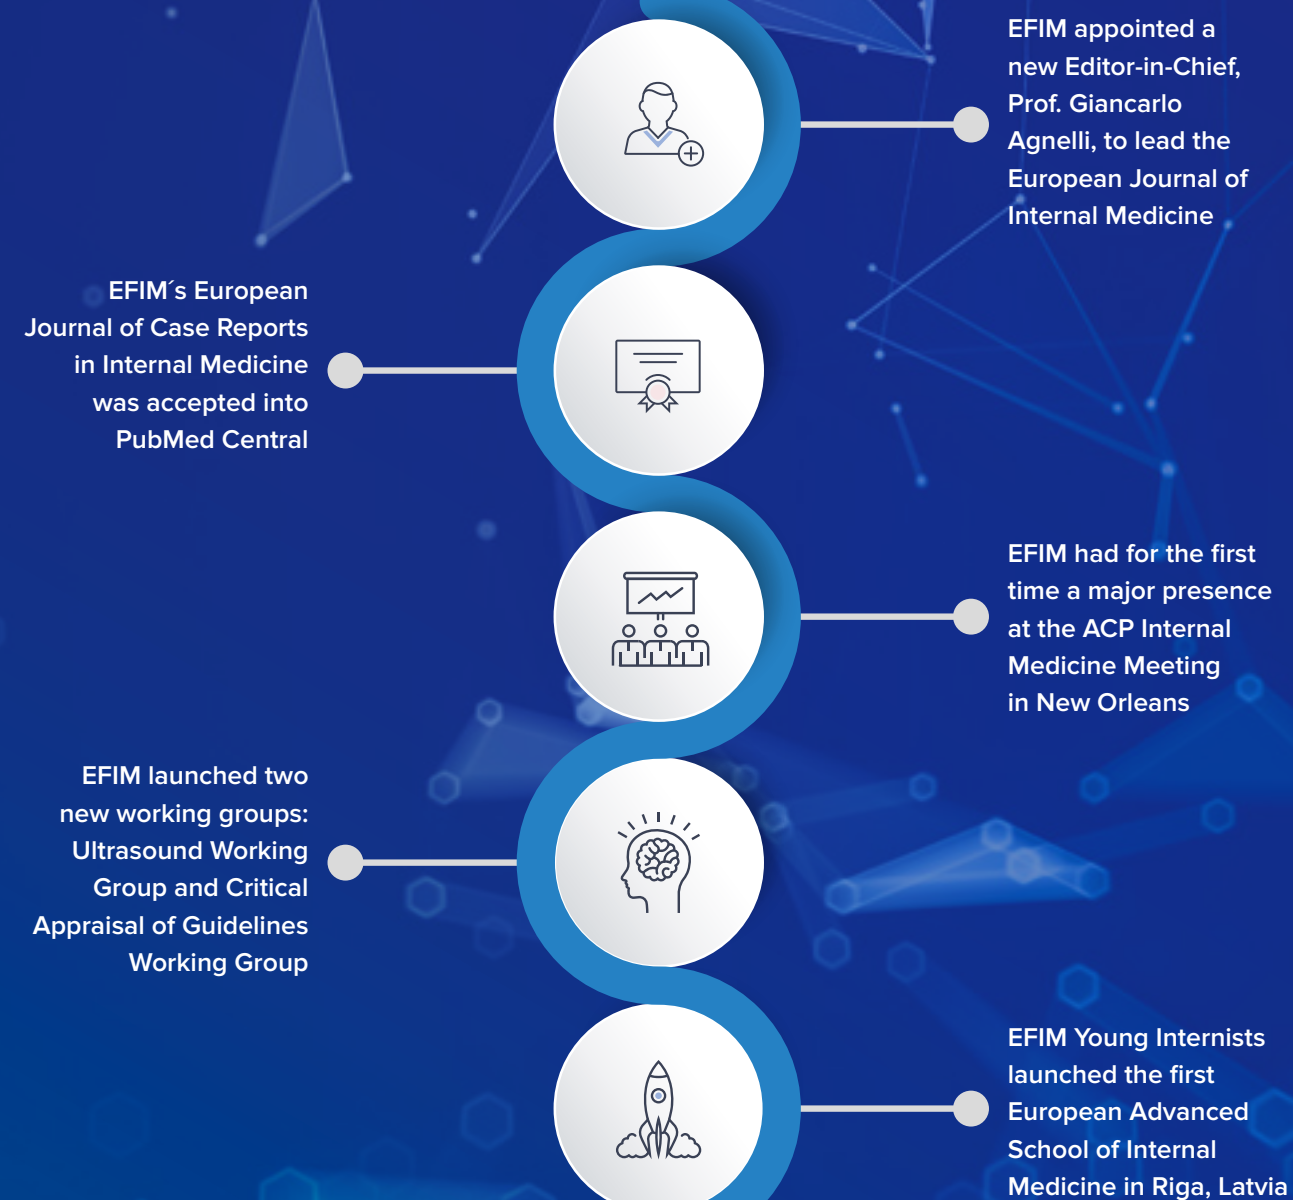 EFIM appointed a
new Editor-in-Chief,
Prof. Giancarlo
Agnelli, to lead the
European Journal of
Internal Medicine
EFIM´s European
Journal of Case Reports
in Internal Medicine
was accepted into
PubMed Central
EFIM had for the first
time a major presence
at the ACP Internal
Medicine Meeting
in New Orleans
EFIM launched two
new working groups:
Ultrasound Working
Group and Critical
Appraisal of Guidelines
Working Group
EFIM Young Internists
launched the first
European Advanced
School of Internal
Medicine in Riga, Latvia